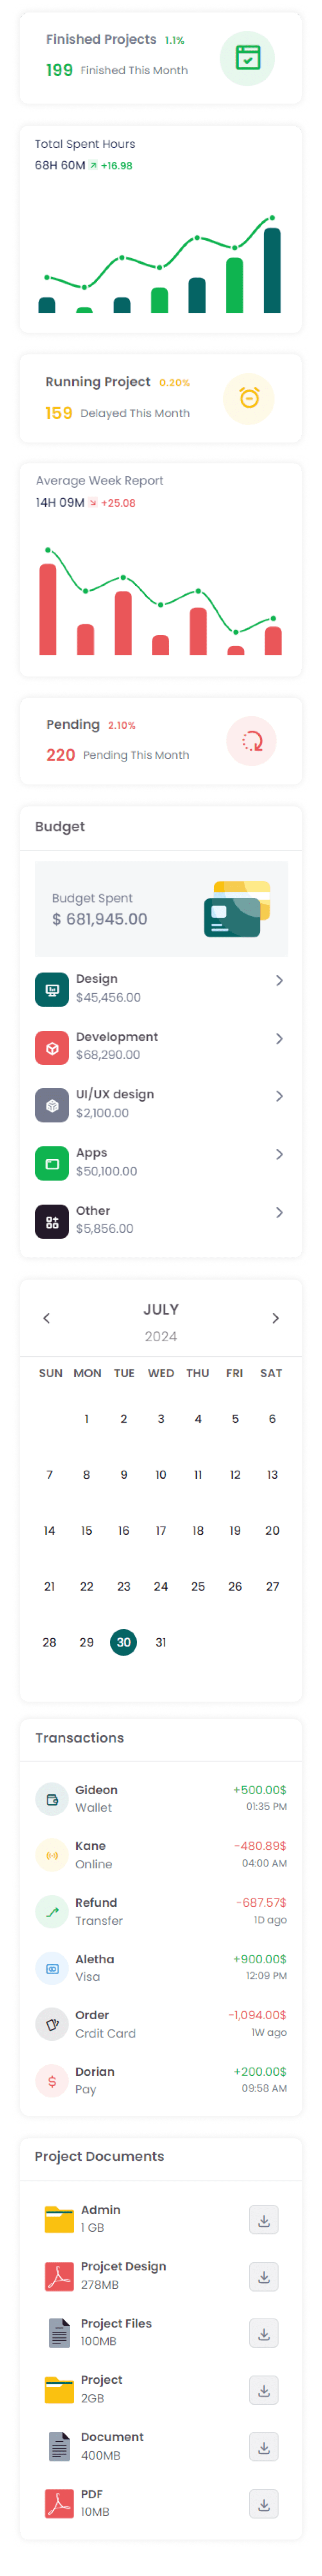 Finished Projects 1.1%
199 Finished This Month
Total Spent Hours
68H 60M +16.98
Running Project 0.20%
159 Delayed This Month
Average Week Report
14H 09M +25.08
Pending 2.10%
220 Pending This Month
Budget
Budget Spent
$ 681,945.00
Design
$45,456.00
Development
$68,290.00
UI/UX design
$2,100.00
Apps
$50,100.00
Other
$5,856.00
JULY
2024
SUN MON TUE WED THU FRI SAT
1 2 3 4 5 6
7 8 9 10 11 12 13
14 15 16 17 18 19 20
21 22 23 24 25 26 27
28 29 30 31
Transactions
Gideon +500.00$
Wallet 01:35 PM
Kane -480.89$
Online 04:00 AM
Refund -687.57$
Transfer 1D ago
Aletha +900.00$
Visa 12:09 PM
Order -1,094.00$
Crdit Card 1W ago
Dorian +200.00$
Pay 09:58 AM
Project Documents
Admin
1 GB
Projcet Design
278MB
Project Files
100MB
Project
2GB
Document
400MB
PDF
10MB